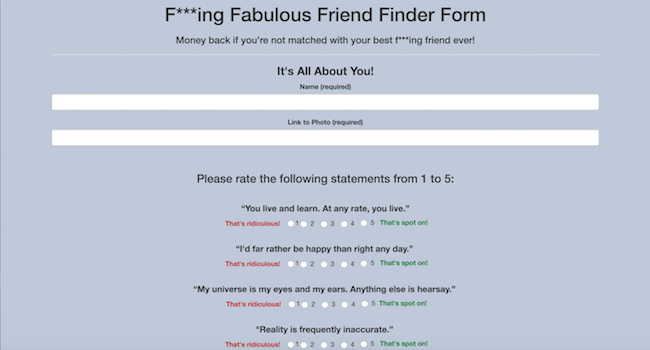 F***ing Fabulous Friend Finder Form
Money back if you're not matched with your best f***ing friend ever!
It's All About You!
Name (required)
Link to Photo (required)
Please rate the following statements from 1 to 5:
“You live and learn. At any rate, you live.”
That's ridiculous! 1 2 3 4 5 That's spot on!
“I'd far rather be happy than right any day.”
That's ridiculous! 1 2 3 4 5 That's spot on!
“My universe is my eyes and my ears. Anything else is hearsay.”
That's ridiculous! 1 2 3 4 5 That's spot on!
"Reality is frequently inaccurate.”
That's ridiculous! 1 2 3 4 5 That's spot on!